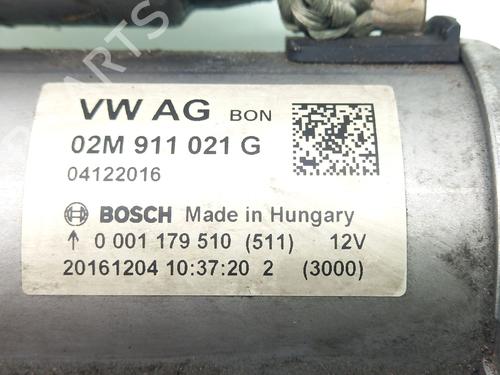 VW AG BON
02M 911 021 G
04122016
BOSCH Made in Hungary
↑ 0 001 179 510 (511) 12V
20161204 10:37:20 2 (3000)
PARTS